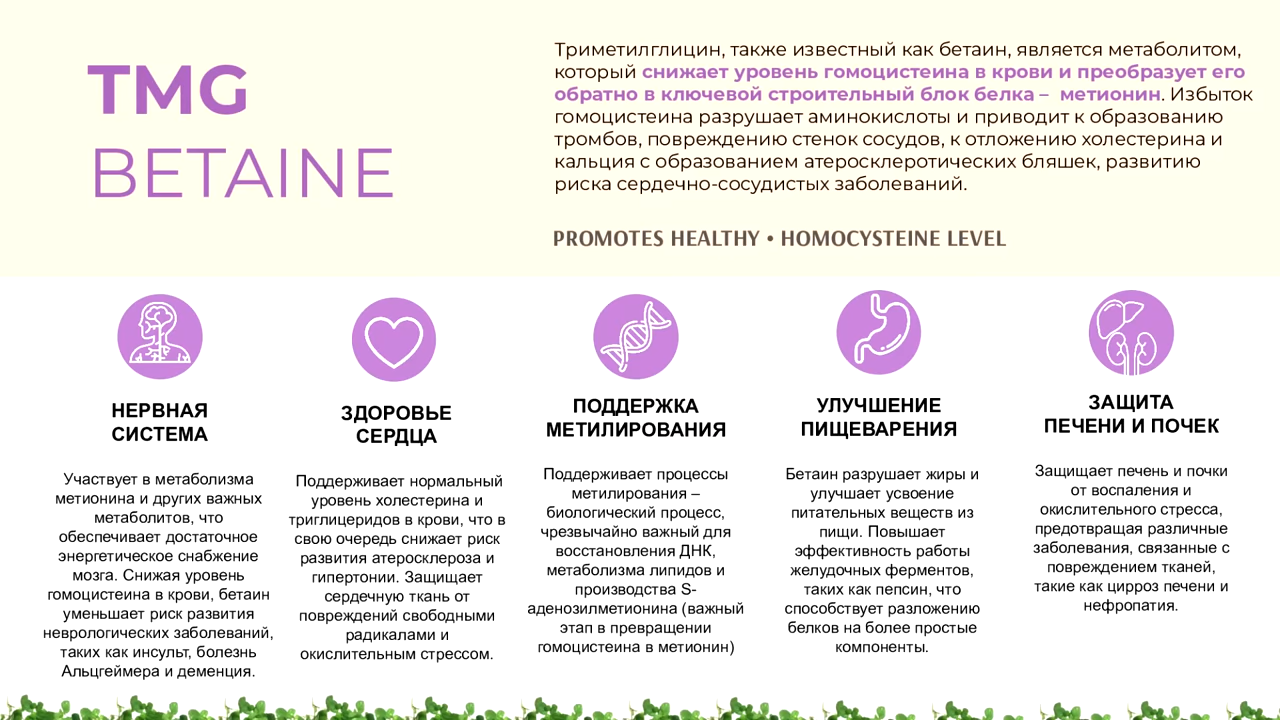 TMG
BETAINE
Триметилглицин, также известный как бетаин, является метаболитом,
который снижает уровень гомоцистеина в крови и преобразует его
обратно в ключевой строительный блок белка – метионин. Избыток
гомоцистеина разрушает аминокислоты и приводит к образованию
тромбов, повреждению стенок сосудов, к отложению холестерина и
кальция с образованием атеросклеротических бляшек, развитию
риска сердечно-сосудистых заболеваний.
PROMOTES HEALTHY • HOMOCYSTEINE LEVEL
НЕРВНАЯ
СИСТЕМА
Участвует в метаболизма
метионина и других важных
метаболитов, что
обеспечивает достаточное
энергетическое снабжение
мозга. Снижая уровень
гомоцистеина в крови, бетаин
уменьшает риск развития
неврологических заболеваний,
таких как инсульт, болезнь
Альцгеймера и деменция.
ЗДОРОВЬЕ
СЕРДЦА
Поддерживает нормальный
уровень холестерина и
триглицеридов в крови, что в
свою очередь снижает риск
развития атеросклероза и
гипертонии. Защищает
сердечную ткань от
повреждений свободными
радикалами и
окислительным стрессом.
ПОДДЕРЖКА
МЕТИЛИРОВАНИЯ
Поддерживает процессы
метилирования –
биологический процесс,
чрезвычайно важный для
восстановления ДНК,
метаболизма липидов и
производства S-
аденозилметионина (важный
этап в превращении
гомоцистеина в метионин)
УЛУЧШЕНИЕ
ПИЩЕВАРЕНИЯ
Бетаин разрушает жиры и
улучшает усвоение
питательных веществ из
пищи. Повышает
эффективность работы
желудочных ферментов,
таких как пепсин, что
способствует разложению
белков на более простые
компоненты.
ЗАЩИТА
ПЕЧЕНИ И ПОЧЕК
Защищает печень и почки
от воспаления и
окислительного стресса,
предотвращая различные
заболевания, связанные с
повреждением тканей,
такие как цирроз печени и
нефропатия.